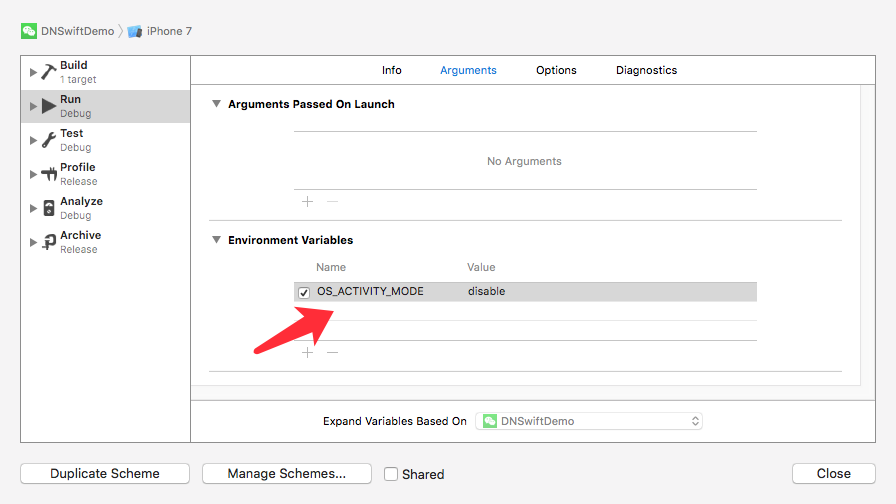 DNSwiftDemo iPhone 7
Build
1 target
Run
Debug
Test
Debug
Profile
Release
Analyze
Debug
Archive
Release
Info Arguments Options Diagnostics
Arguments Passed On Launch
No Arguments
Environment Variables
Name Value
OS_ACTIVITY_MODE disable
Expand Variables Based On DNSwiftDemo
Duplicate Scheme Manage Schemes... Shared Close